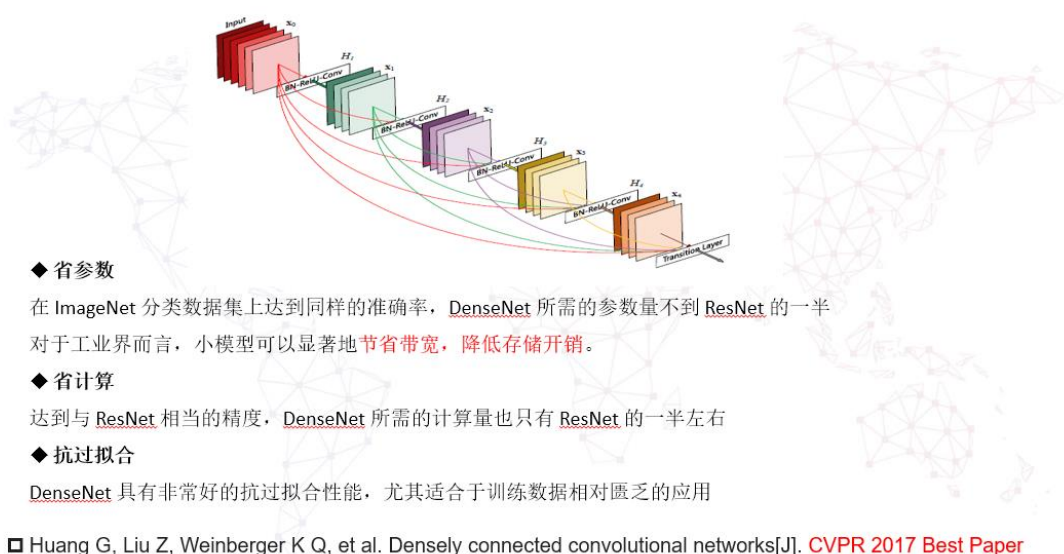 Input
x₀
H₁
BN-ReLU-Conv
x₁
H₂
BN-ReLU-Conv
x₂
H₃
BN-ReLU-Conv
x₃
H₄
BN-ReLU-Conv
x₄
Transition Layer
◆ 省参数
在 ImageNet 分类数据集上达到同样的准确率，DenseNet 所需的参数量不到 ResNet 的一半
对于工业界而言，小模型可以显著地节省带宽，降低存储开销。
◆ 省计算
达到与 ResNet 相当的精度，DenseNet 所需的计算量也只有 ResNet 的一半左右
◆ 抗过拟合
DenseNet 具有非常好的抗过拟合性能，尤其适合于训练数据相对匮乏的应用
Huang G, Liu Z, Weinberger K Q, et al. Densely connected convolutional networks[J]. CVPR 2017 Best Paper